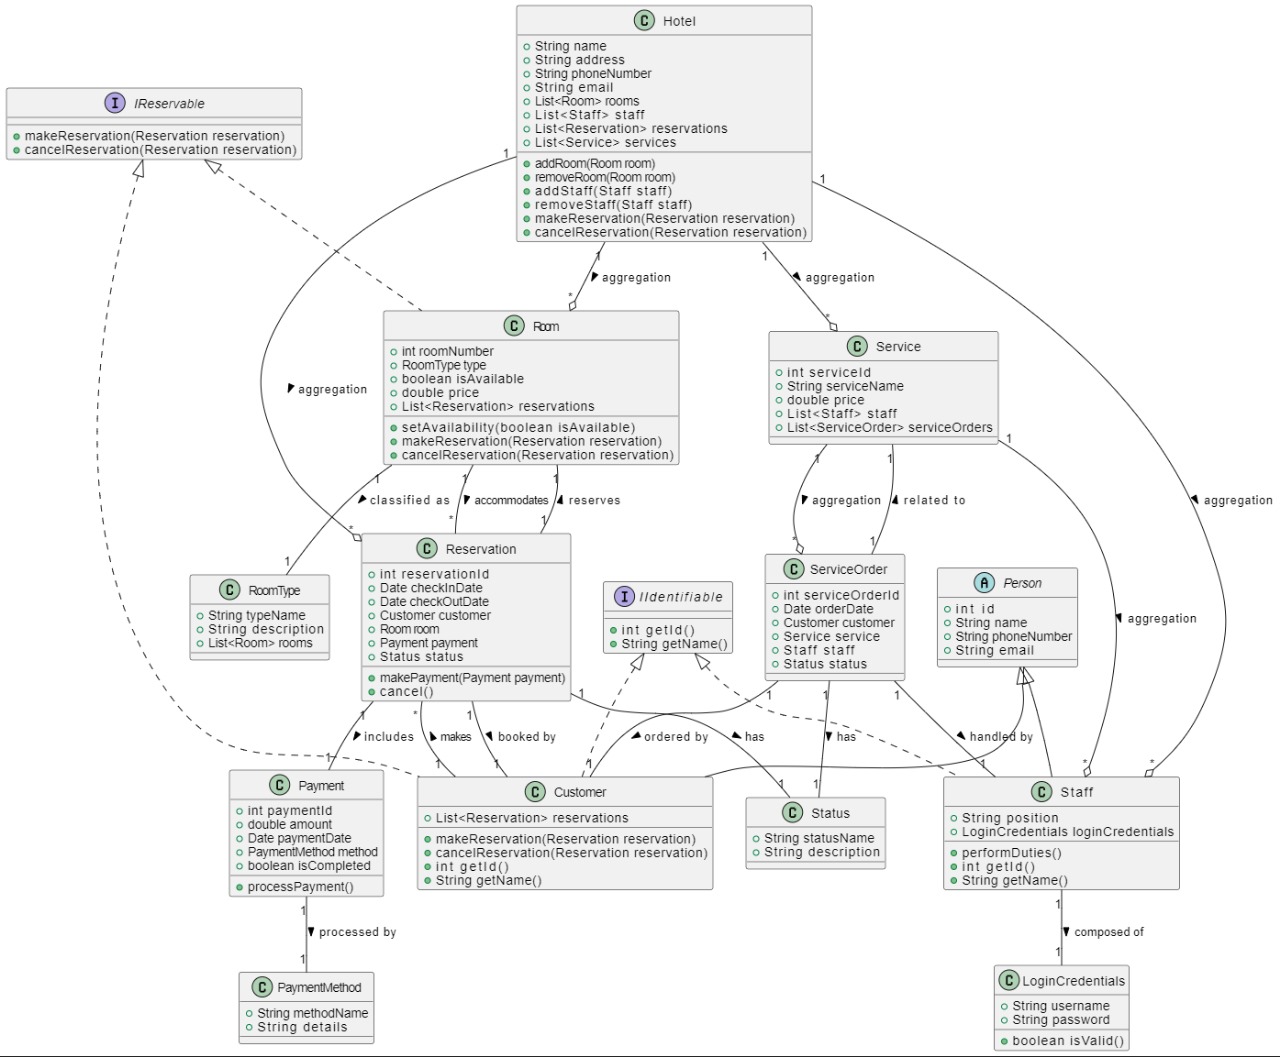 C Hotel
String name
String address
String phoneNumber
String email
List<Room> rooms
List<Staff> staff
List<Reservation> reservations
List<Service> services
addRoom(Room room)
removeRoom(Room room)
addStaff(Staff staff)
removeStaff(Staff staff)
makeReservation(Reservation reservation)
cancelReservation(Reservation reservation)
I IReservable
makeReservation(Reservation reservation)
cancelReservation(Reservation reservation)
1
1
1
1
aggregation
aggregation
*
*
C Room
int roomNumber
RoomType type
boolean isAvailable
double price
List<Reservation> reservations
setAvailability(boolean isAvailable)
makeReservation(Reservation reservation)
cancelReservation(Reservation reservation)
C Service
int serviceId
String serviceName
double price
List<Staff> staff
List<ServiceOrder> serviceOrders
aggregation
1
1
1
1
1
1
classified as
accommodates
reserves
aggregation
related to
aggregation
*
*
1
1
*
1
C Reservation
int reservationId
Date checkInDate
Date checkOutDate
Customer customer
Room room
Payment payment
Status status
makePayment(Payment payment)
cancel()
C RoomType
String typeName
String description
List<Room> rooms
I IIdentifiable
int getId()
String getName()
C ServiceOrder
int serviceOrderId
Date orderDate
Customer customer
Service service
Staff staff
Status status
A Person
int id
String name
String phoneNumber
String email
aggregation
1
*
1
1
1
1
1
includes
makes
booked by
ordered by
has
has
handled by
1
1
1
1
1
1
1
*
*
C Payment
int paymentId
double amount
Date paymentDate
PaymentMethod method
boolean isCompleted
processPayment()
C Customer
List<Reservation> reservations
makeReservation(Reservation reservation)
cancelReservation(Reservation reservation)
int getId()
String getName()
C Status
String statusName
String description
C Staff
String position
LoginCredentials loginCredentials
performDuties()
int getId()
String getName()
1
processed by
1
1
composed of
1
C PaymentMethod
String methodName
String details
C LoginCredentials
String username
String password
boolean isValid()